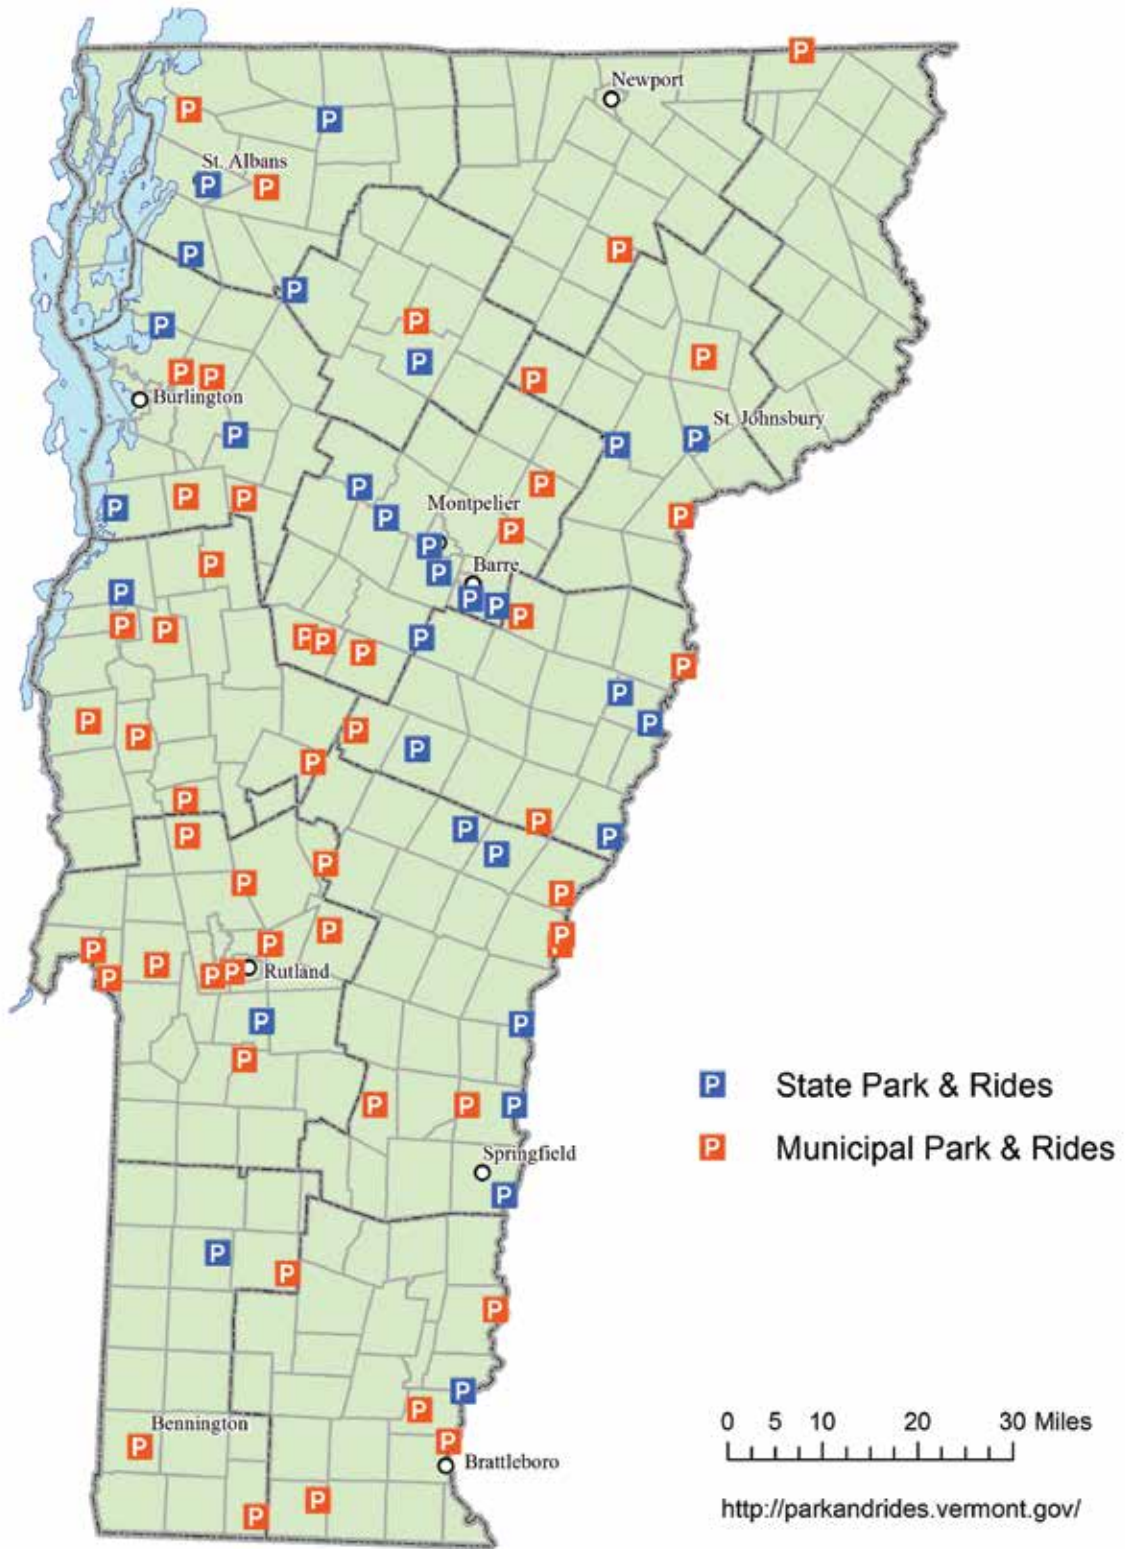 Newport
St. Albans
Burlington
St. Johnsbury
Montpelier
Barre
Rutland
P State Park & Rides
P Municipal Park & Rides
Springfield
Bennington
Brattleboro
0 5 10 20 30 Miles
http://parkandrides.vermont.gov/